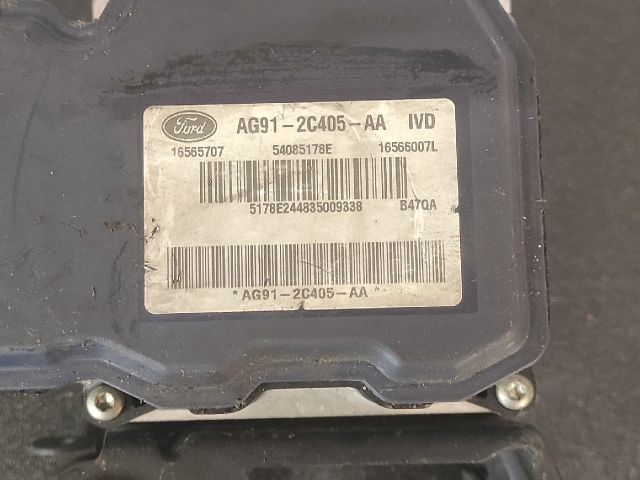 Ford AG91-2C405-AA IVD
16565707 54085178E 16566007L
5178E244835009338 B47QA
*AG91-2C405-AA*